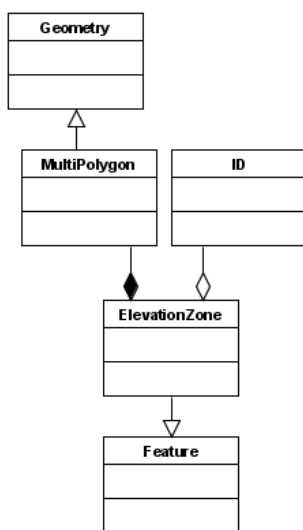 Geometry
MultiPolygon
ID
ElevationZone
Feature